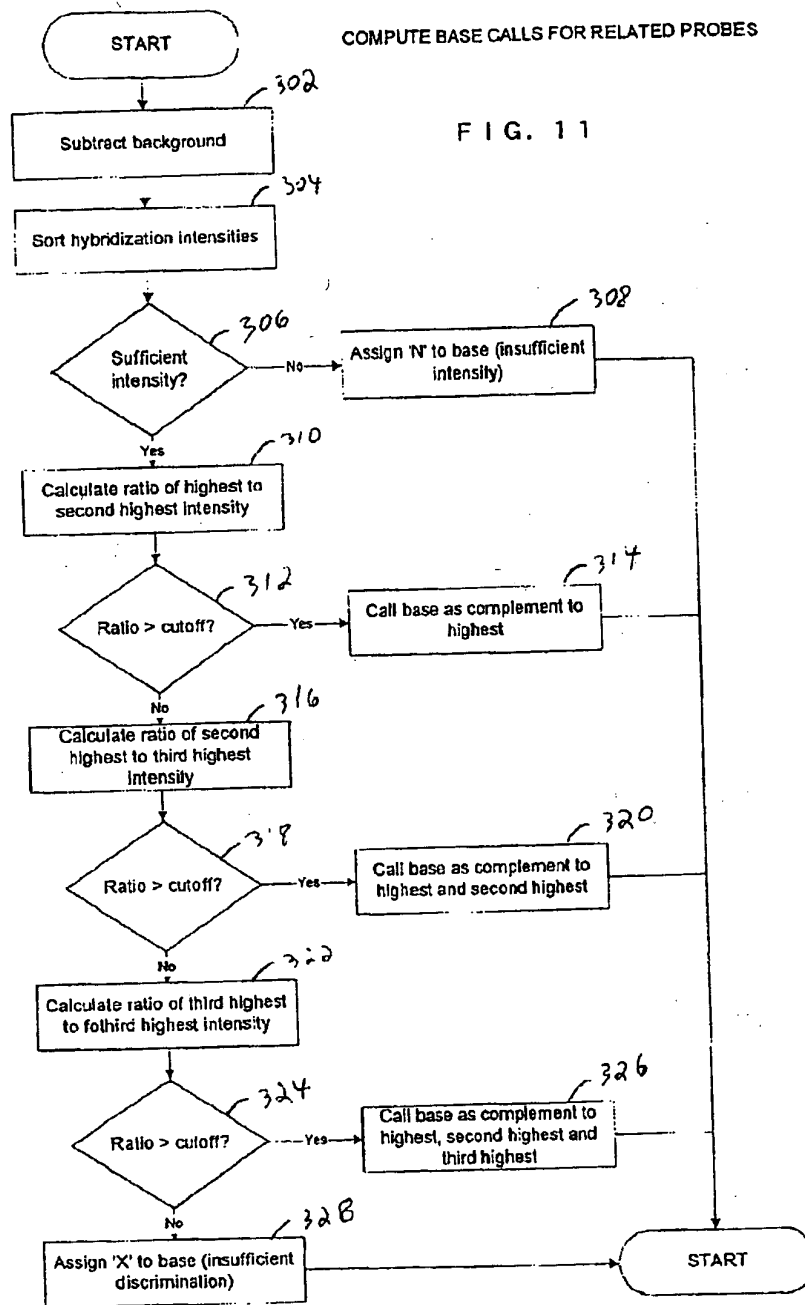 START
COMPUTE BASE CALLS FOR RELATED PROBES
FIG. 11
302
Subtract background
304
Sort hybridization intensities
306
Sufficient
intensity?
No
308
Assign 'N' to base (insufficient
intensity)
Yes
310
Calculate ratio of highest to
second highest intensity
312
Ratio > cutoff?
Yes
314
Call base as complement to
highest
No
316
Calculate ratio of second
highest to third highest
intensity
318
Ratio > cutoff?
Yes
320
Call base as complement to
highest and second highest
No
322
Calculate ratio of third highest
to fothird highest intensity
324
Ratio > cutoff?
Yes
326
Call base as complement to
highest, second highest and
third highest
No
328
Assign 'X' to base (insufficient
discrimination)
START